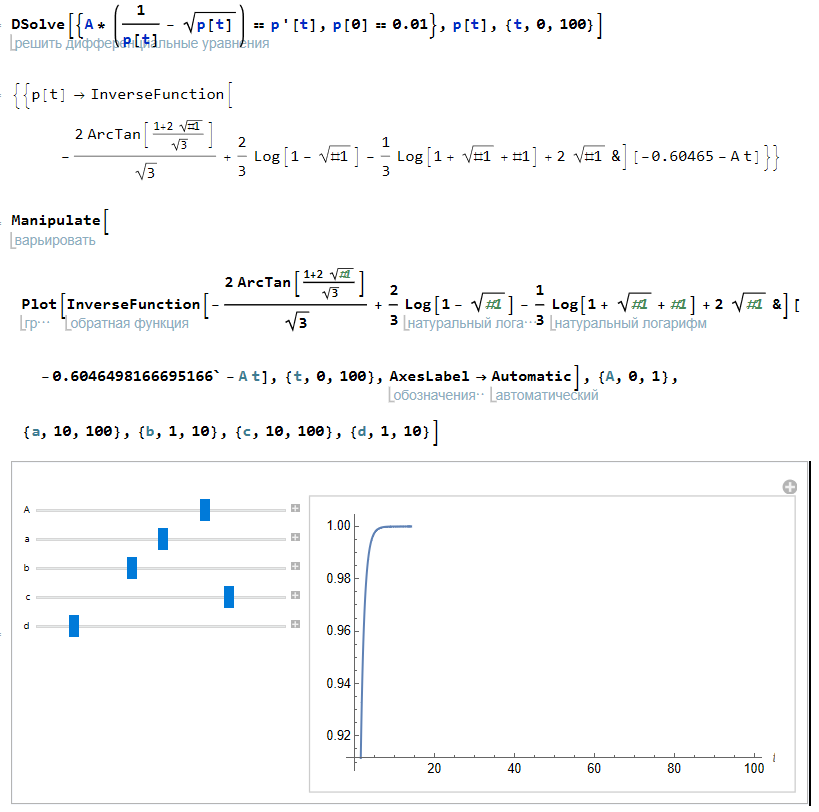 DSolve[{A * (1/p[t] - √p[t]) == p'[t], p[0] == 0.01}, p[t], {t, 0, 100}]
решить дифференциальные уравнения
{{p[t] → InverseFunction[
- 2 ArcTan[(1+2 √#1)/√3]/√3 + 2/3 Log[1 - √#1] - 1/3 Log[1 + √#1 + #1] + 2 √#1 &][-0.60465 - A t]}}
Manipulate[
варьировать
Plot[InverseFunction[- 2 ArcTan[(1+2 √#1)/√3]/√3 + 2/3 Log[1 - √#1] - 1/3 Log[1 + √#1 + #1] + 2 √#1 &][
гр··· обратная функция натуральный лога··· натуральный логарифм
-0.6046498166695166` - A t], {t, 0, 100}, AxesLabel → Automatic], {A, 0, 1},
обозначения·· автоматический
{a, 10, 100}, {b, 1, 10}, {c, 10, 100}, {d, 1, 10}]
A
a
b
c
d
1.00
0.98
0.96
0.94
0.92
20 40 60 80 100 t